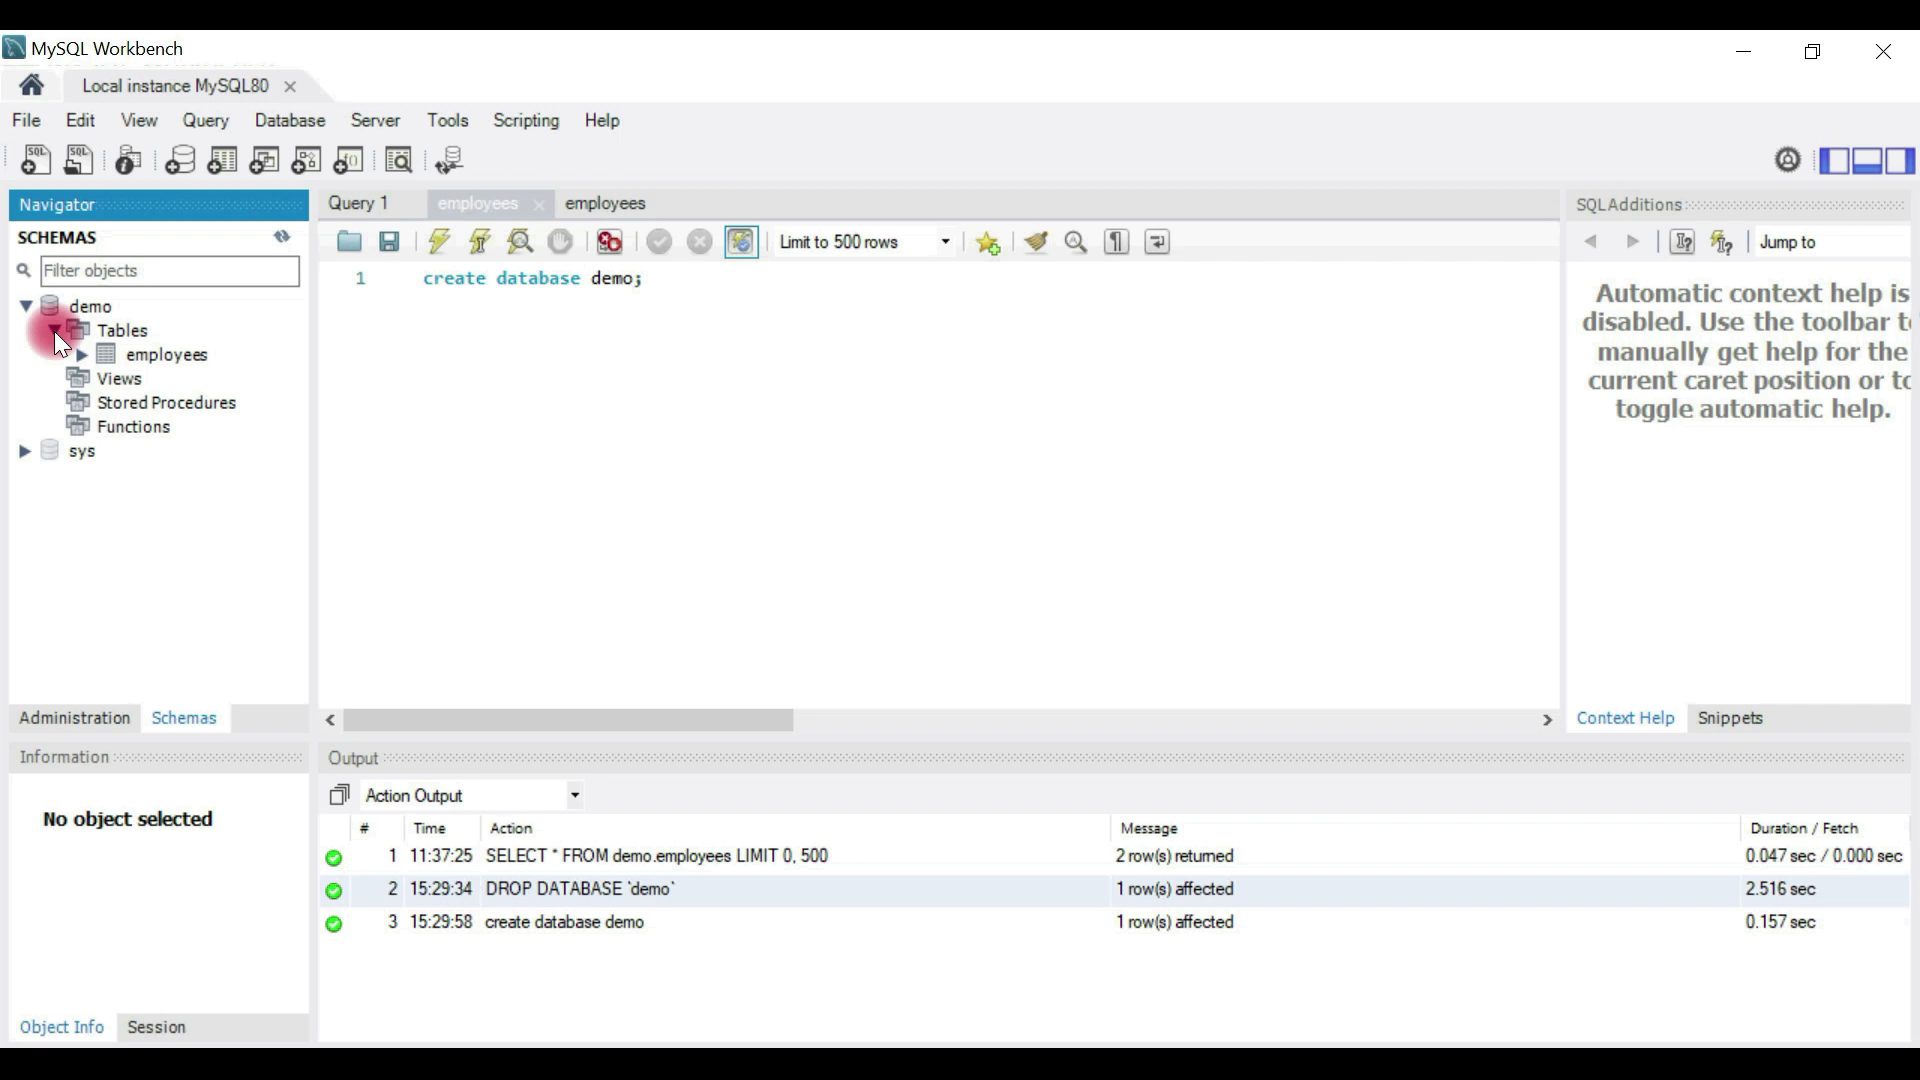 MySQL Workbench
Local instance MySQL80
File Edit View Query Database Server Tools Scripting Help
Navigator
SCHEMAS
Filter objects
demo
Tables
employees
Views
Stored Procedures
Functions
sys
Administration Schemas
Information
No object selected
Object Info Session
Query 1 employees employees
Limit to 500 rows
1 create database demo;
SQLAdditions
Jump to
Automatic context help is
disabled. Use the toolbar t
manually get help for the
current caret position or to
toggle automatic help.
Context Help Snippets
Output
Action Output
# Time Action Message Duration / Fetch
1 11:37:25 SELECT * FROM demo.employees LIMIT 0, 500 2 row(s) returned 0.047 sec / 0.000 sec
2 15:29:34 DROP DATABASE `demo` 1 row(s) affected 2.516 sec
3 15:29:58 create database demo 1 row(s) affected 0.157 sec